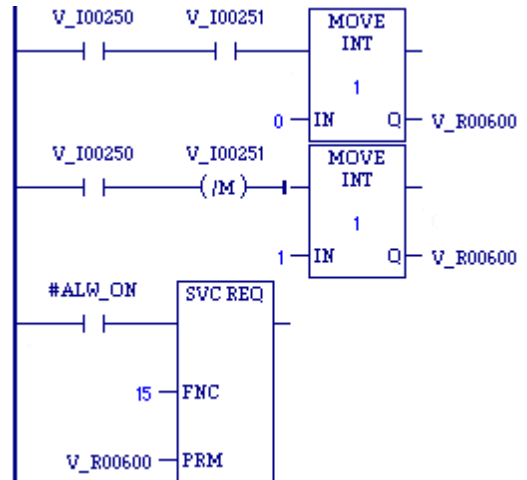 V_I00250 V_I00251 MOVE
INT
1
0 IN Q V_R00600
V_I00250 V_I00251 MOVE
(/M) INT
1
1 IN Q V_R00600
#ALW_ON SVC REQ
15 FNC
V_R00600 PRM